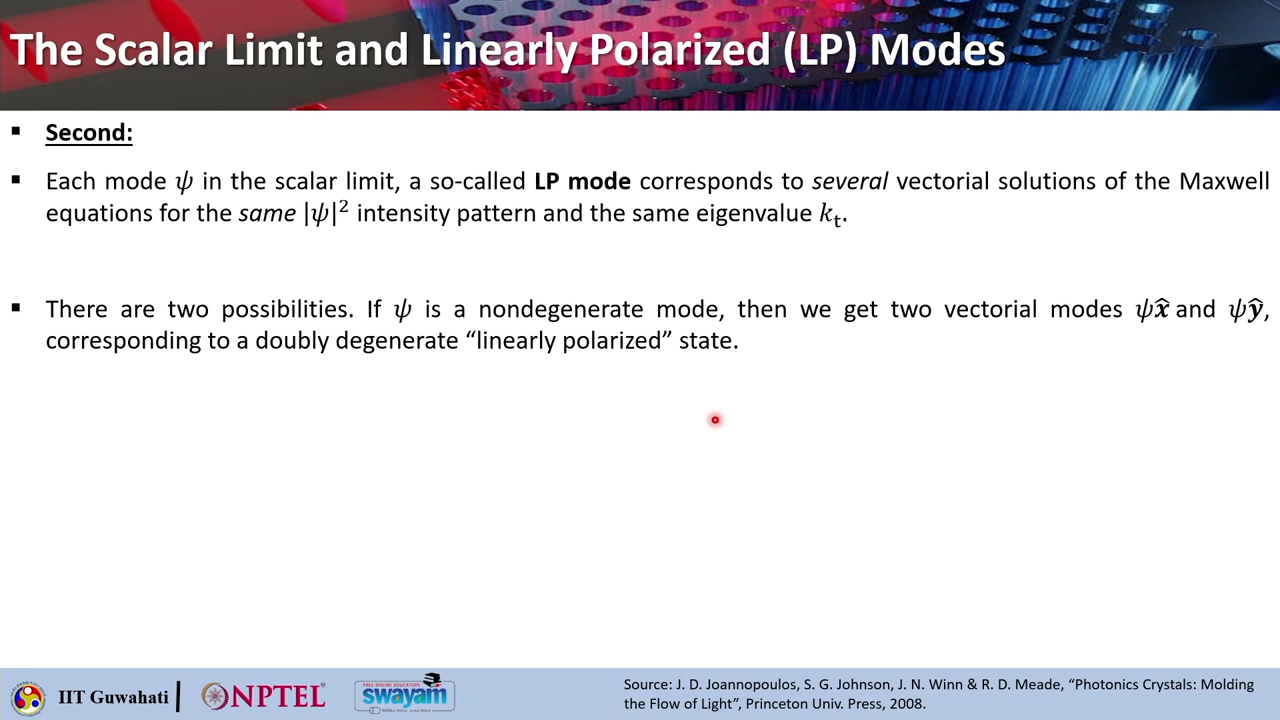 The Scalar Limit and Linearly Polarized (LP) Modes
▪ Second:
▪ Each mode ψ in the scalar limit, a so-called LP mode corresponds to several vectorial solutions of the Maxwell
equations for the same |ψ|² intensity pattern and the same eigenvalue kₜ.
▪ There are two possibilities. If ψ is a nondegenerate mode, then we get two vectorial modes ψx̂ and ψŷ,
corresponding to a doubly degenerate “linearly polarized” state.
IIT Guwahati
NPTEL
FREE ONLINE EDUCATION
swayam
Source: J. D. Joannopoulos, S. G. Johnson, J. N. Winn & R. D. Meade, “Photonics Crystals: Molding
the Flow of Light”, Princeton Univ. Press, 2008.